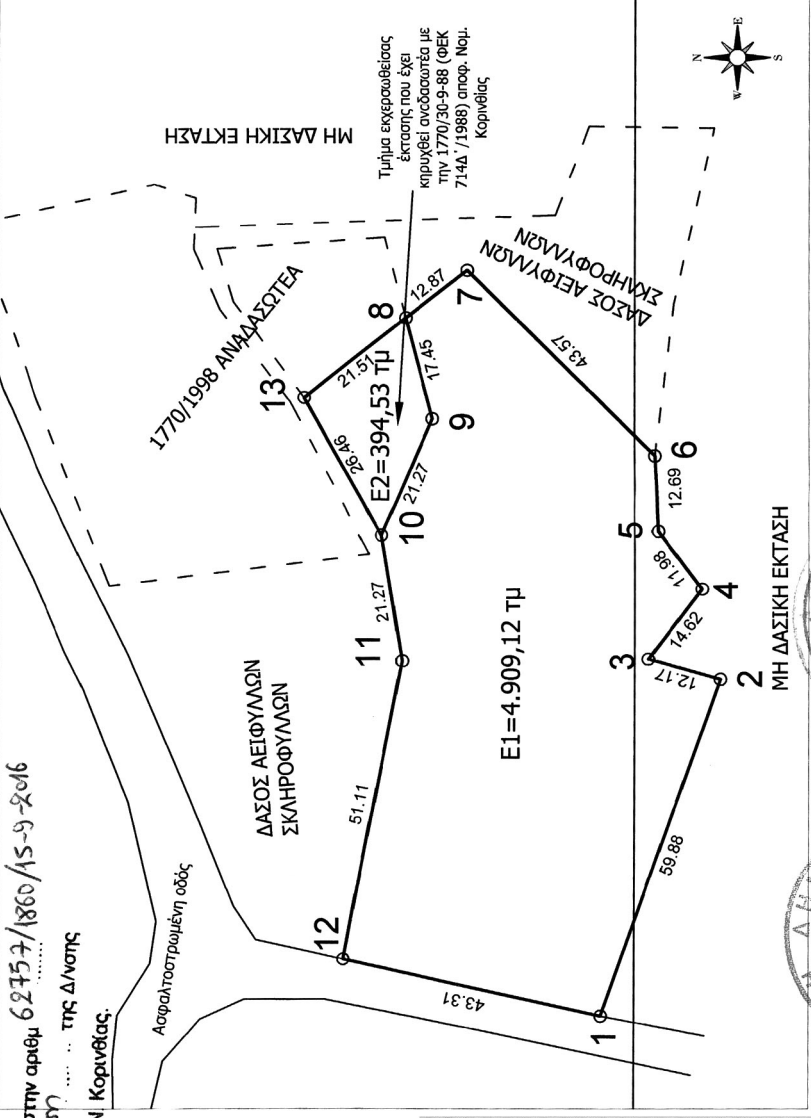 στην αριθμ 62757/1860/15-9-2016
της Δ/νσης
Ν. Κορινθίας.
Ασφαλτοστρωμένη οδός
ΔΑΣΟΣ ΑΕΙΦΥΛΛΩΝ
ΣΚΛΗΡΟΦΥΛΛΩΝ
1770/1998 ΑΝΑΔΑΣΩΤΕΑ
ΜΗ ΔΑΣΙΚΗ ΕΚΤΑΣΗ
Τμήμα εκχερσωθείσας
έκτασης που έχει
κηρυχθεί αναδασωτέα με
την 1770/30-9-88 (ΦΕΚ
714Δ΄/1988) αποφ. Νομ.
Κορινθίας
N
E
S
W
12
51.11
11
21.27
10
26.46
13
21.51
8
12.87
7
E2=394,53 τμ
17.45
9
21.27
43.31
E1=4.909,12 τμ
43.57
ΔΑΣΟΣ ΑΕΙΦΥΛΛΩΝ
ΣΚΛΗΡΟΦΥΛΛΩΝ
1
59.88
2
12.17
3
14.62
4
11.98
5
12.69
6
ΜΗ ΔΑΣΙΚΗ ΕΚΤΑΣΗ